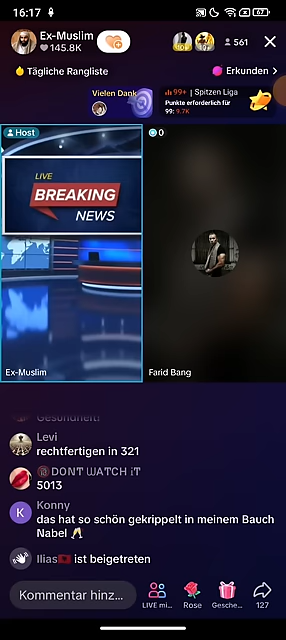 16:17
67
Ex-Muslim
145.8K
561
Tägliche Rangliste
Erkunden
Vielen Dank
99+ | Spitzen Liga
Punkte erforderlich für
99: 9.7K
Host
0
LIVE
BREAKING
NEWS
Ex-Muslim
Farid Bang
Gesundheit!
Levi
rechtfertigen in 321
DON'T WATCH iT
5013
K
Konny
das hat so schön gekrippelt in meinem Bauch
Nabel
Ilias ist beigetreten
Kommentar hinz...
LIVE mi...
Rose
Gesche...
127